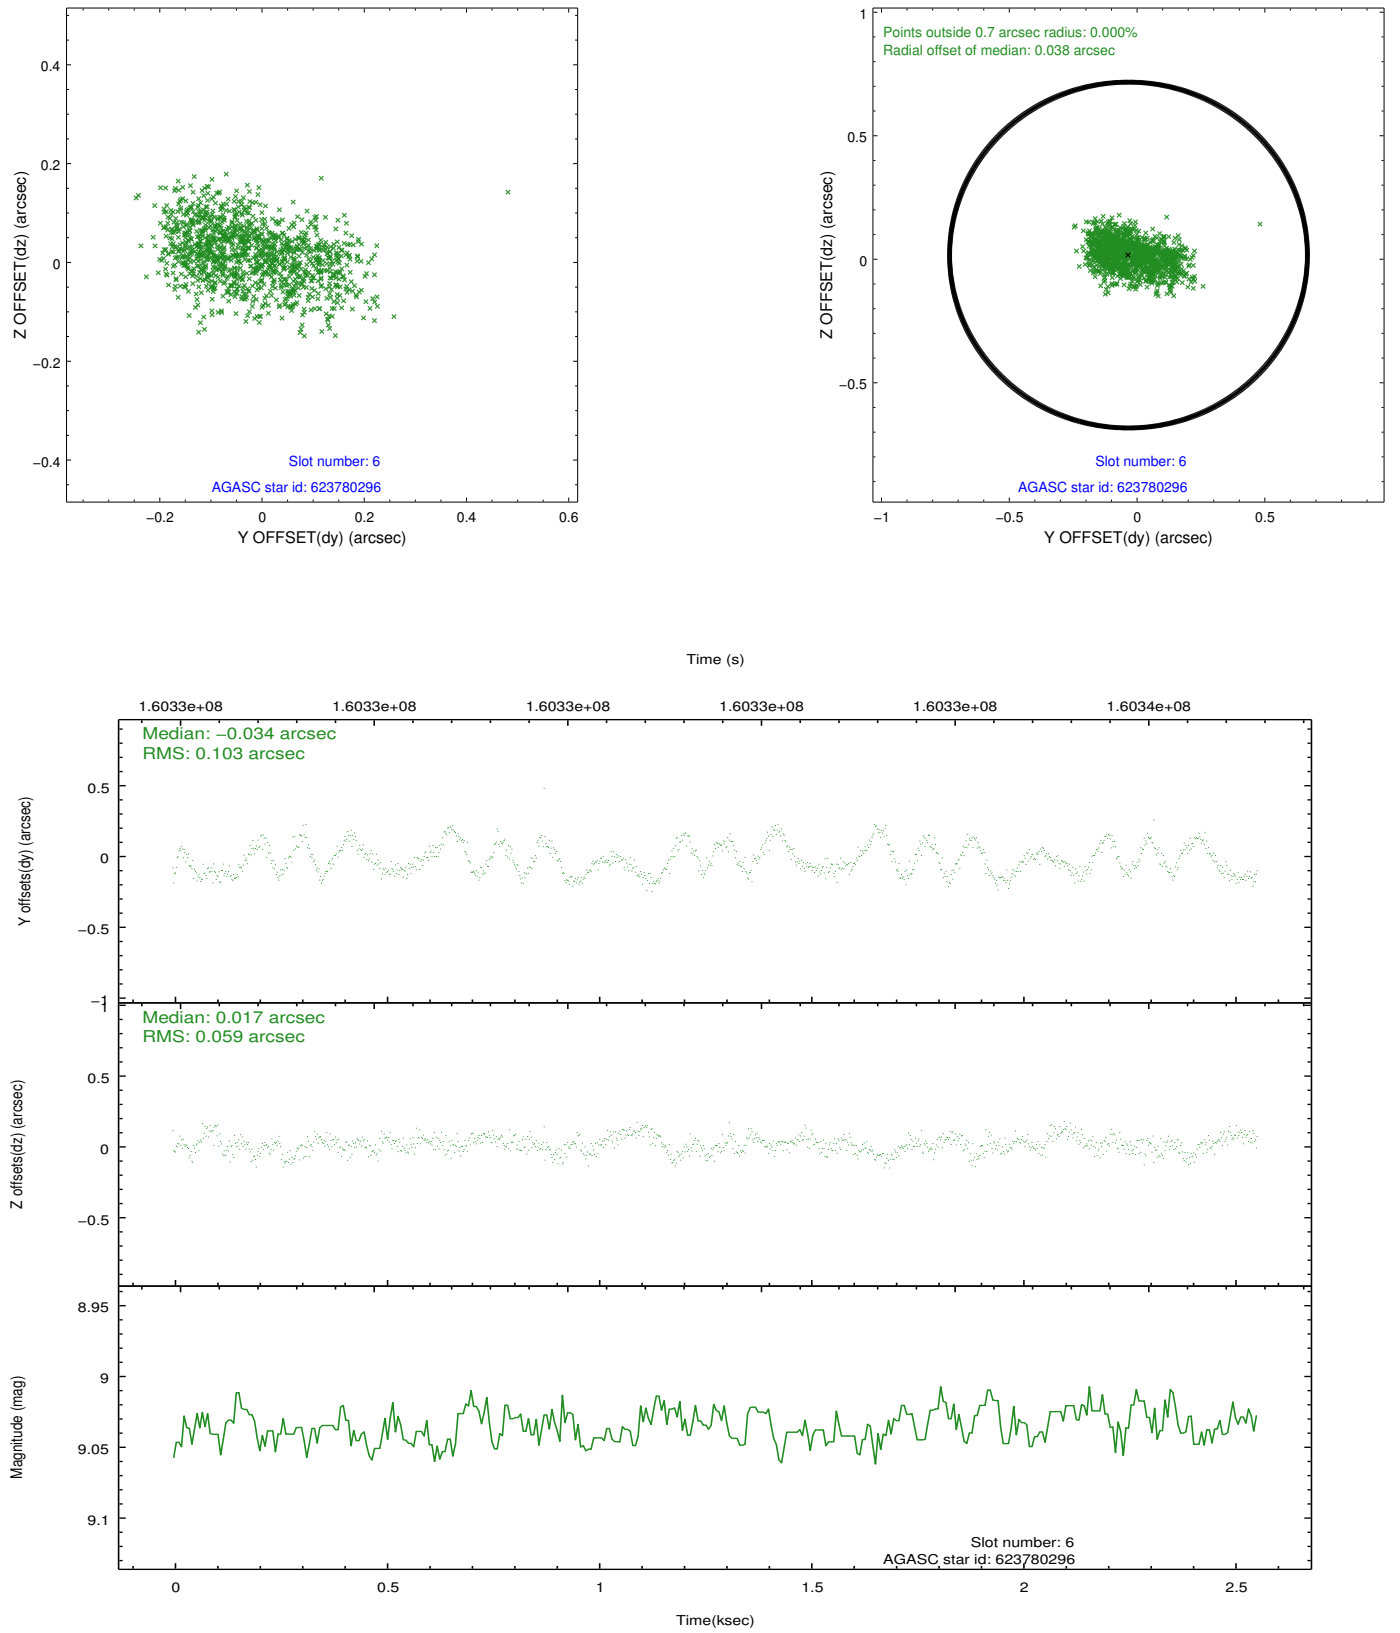 0.4
0.2
0
−0.2
−0.4
Z OFFSET(dz) (arcsec)
Slot number: 6
AGASC star id: 623780296
−0.2 0 0.2 0.4 0.6
Y OFFSET(dy) (arcsec)
1
0.5
0
−0.5
Z OFFSET(dz) (arcsec)
Points outside 0.7 arcsec radius: 0.000%
Radial offset of median: 0.038 arcsec
Slot number: 6
AGASC star id: 623780296
−1 −0.5 0 0.5
Y OFFSET(dy) (arcsec)
Time (s)
1.6033e+08 1.6033e+08 1.6033e+08 1.6033e+08 1.6033e+08 1.6034e+08
Median: −0.034 arcsec
RMS: 0.103 arcsec
0.5
0
−0.5
−1
Y offsets(dy) (arcsec)
1
Median: 0.017 arcsec
RMS: 0.059 arcsec
0.5
0
−0.5
Z offsets(dz) (arcsec)
8.95
9
9.05
9.1
Magnitude (mag)
Slot number: 6
AGASC star id: 623780296
0 0.5 1 1.5 2 2.5
Time(ksec)